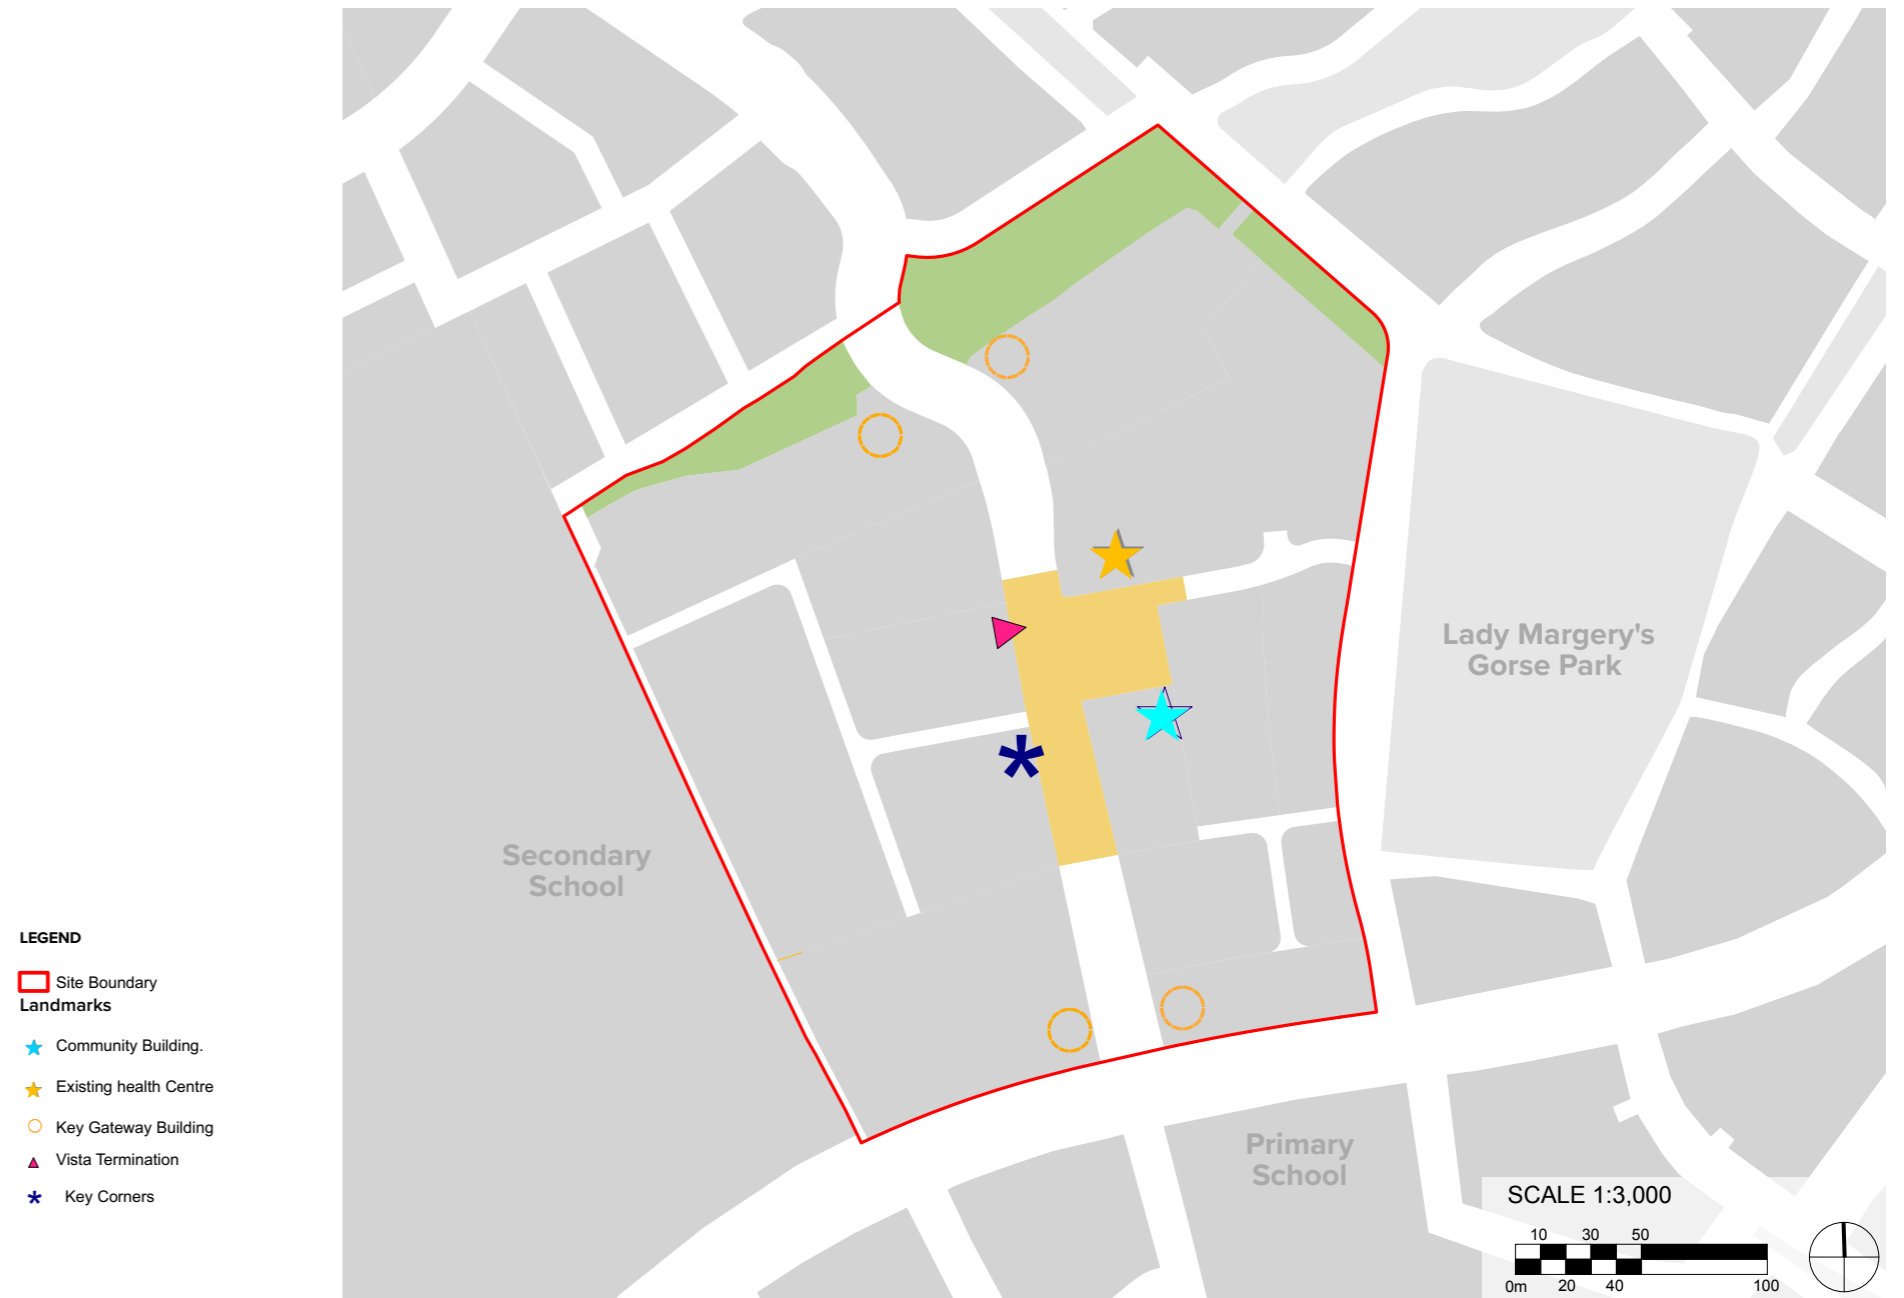 Lady Margery's
Gorse Park
Secondary
School
LEGEND
Site Boundary
Landmarks
Community Building.
Existing health Centre
Key Gateway Building
Vista Termination
Key Corners
Primary
School
SCALE 1:3,000
10 30 50
0m 20 40 100